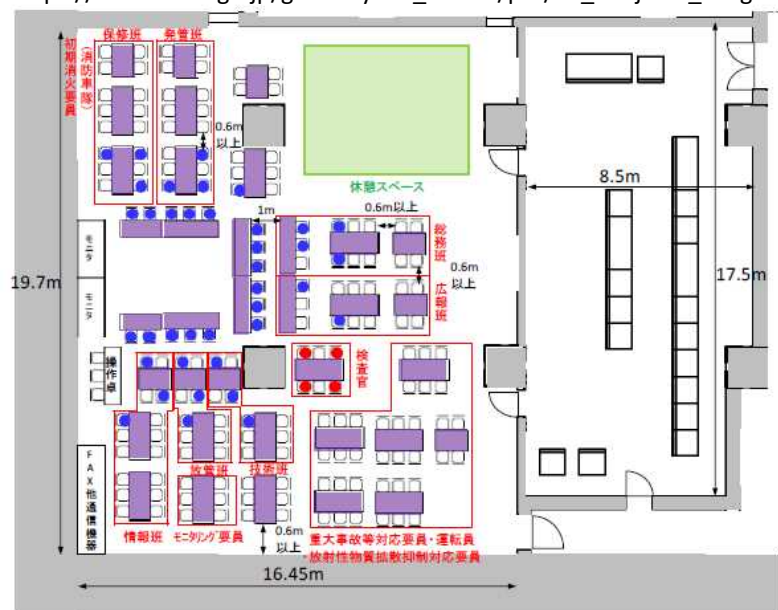 保修班
発管班
初期消火要員
(消防車隊)
0.6m
以上
休憩スペース
8.5m
1m
0.6m以上
総務班
モニタ
19.7m
0.6m
以上
17.5m
モニタ
広報班
操作卓
検査官
FAX他通信機器
放管班
技術班
情報班
モニタリング要員
0.6m
以上
重大事故等対応要員・運転員
・放射性物質拡散抑制対応要員
16.45m